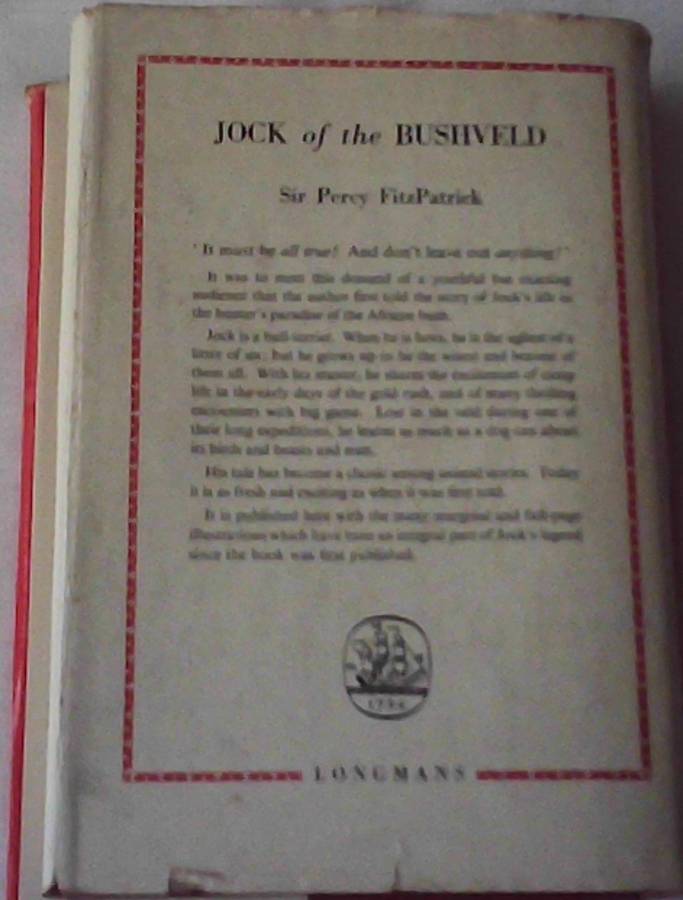 JOCK of the BUSHVELD
Sir Percy FitzPatrick
'It must be all true! And don't leave out anything!'
It was to meet this demand of a youthful but exacting
audience that the author first told the story of Jock's life in
the hunter's paradise of the African bush.
Jock is a bull-terrier. When he is born, he is the ugliest of a
litter of six; but he grows up to be the wisest and bravest of
them all. With his master, he shares the excitement of camp
life in the early days of the gold rush, and of many thrilling
encounters with big game. Lost in the veld during one of
their long expeditions, he learns as much as a dog can about
its birds and beasts and men.
His tale has become a classic among animal stories. Today
it is as fresh and exciting as when it was first told.
It is published here with the many marginal and full-page
illustrations which have been an integral part of Jock's legend
since the book was first published.
1724
LONGMANS